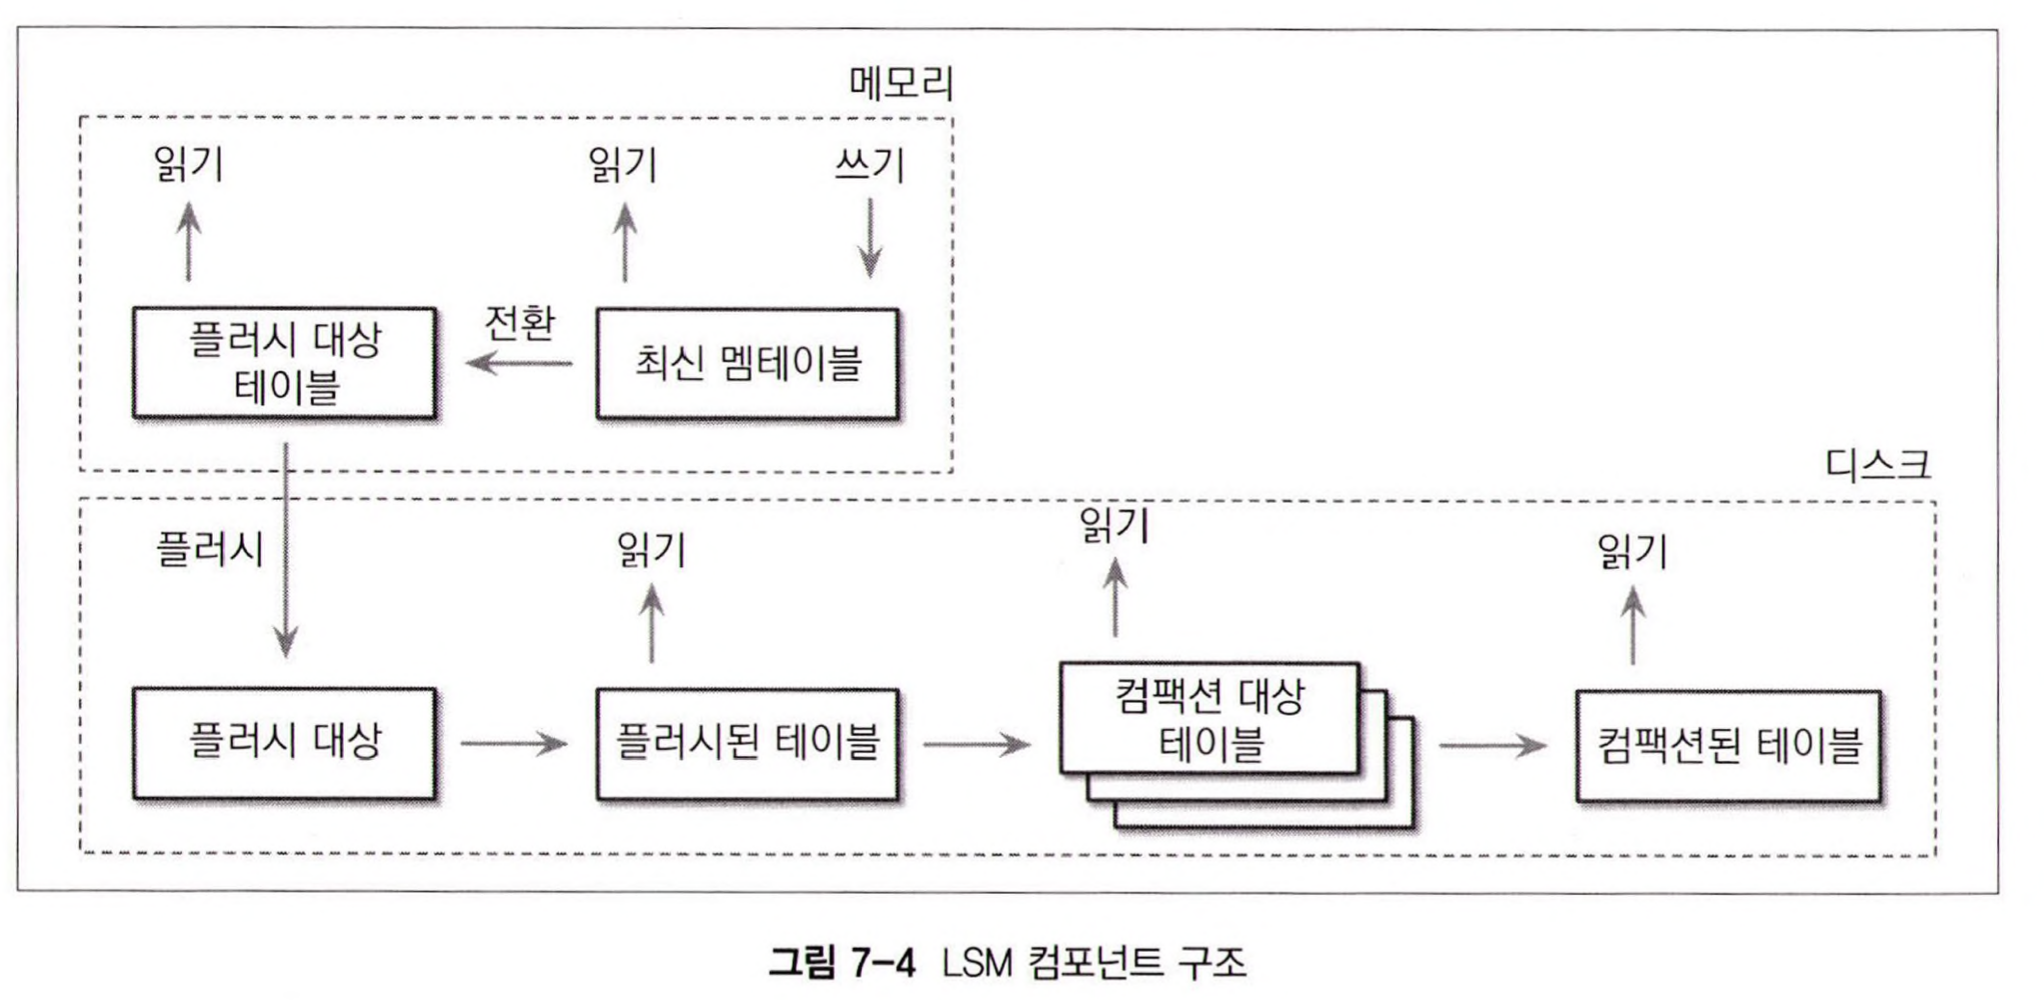 메모리
읽기
읽기
쓰기
플러시 대상
테이블
전환
최신 멤테이블
디스크
플러시
읽기
읽기
읽기
플러시 대상
플러시된 테이블
컴팩션 대상
테이블
컴팩션된 테이블
그림 7-4 LSM 컴포넌트 구조